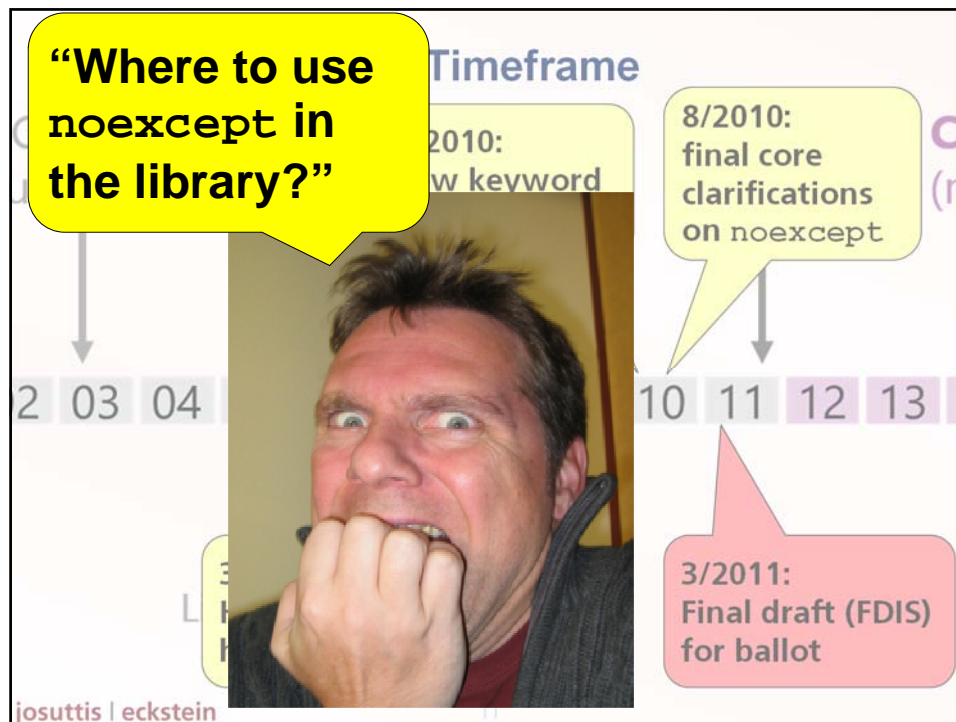 “Where to use
noexcept in
the library?”
Timeframe
2010:
w keyword
8/2010:
final core
clarifications
on noexcept
02 03 04
10 11 12 13
3/2011:
Final draft (FDIS)
for ballot
josuttis | eckstein